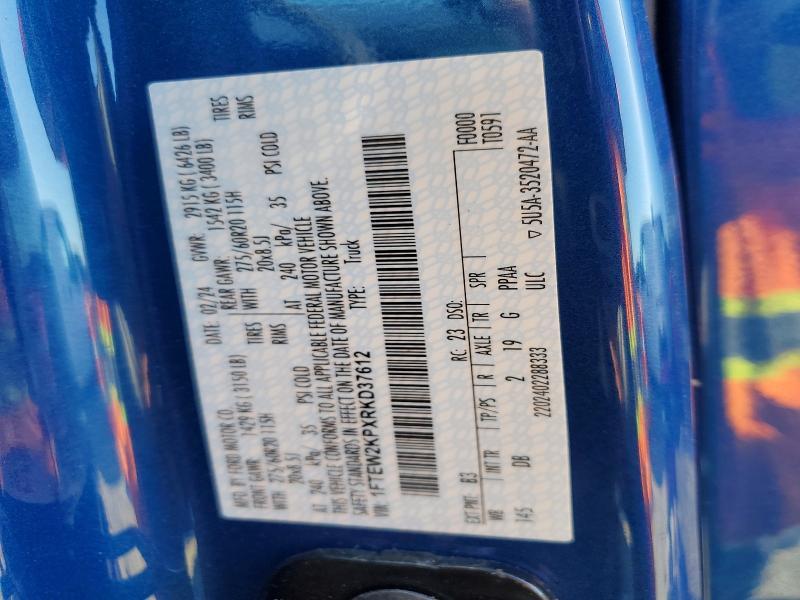 MFD. BY FORD MOTOR CO. DATE: 02/24 GVWR: 2915 KG ( 6426 LB)
FRONT GAWR: 1429 KG ( 3150 LB) REAR GAWR: 1542 KG ( 3400 LB)
WITH 275/60R20 115H TIRES WITH 275/60R20 115H TIRES
20x8.5J RIMS 20x8.5J RIMS
AT 240 kPa/ 35 PSI COLD AT 240 kPa/ 35 PSI COLD
THIS VEHICLE CONFORMS TO ALL APPLICABLE FEDERAL MOTOR VEHICLE
SAFETY STANDARDS IN EFFECT ON THE DATE OF MANUFACTURE SHOWN ABOVE.
VIN: 1FTEW2KPXRKD37612 TYPE: Truck
F0000
EXT PNT: B3 RC: 23 DSO: T0591
WB INTTR TP/PS R AXLE TR SPR
145 DB 2 19 G PPAA ▽ 5U5A-3520472-AA
2202402288333 ULC